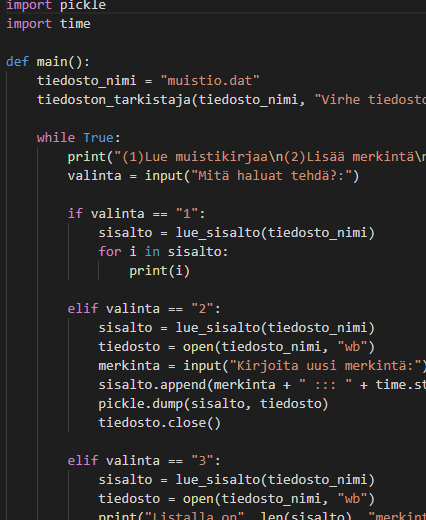 import pickle
import time
def main():
tiedosto_nimi = "muistio.dat"
tiedoston_tarkistaja(tiedosto_nimi, "Virhe tiedosto
while True:
print("(1)Lue muistikirjaa\n(2)Lisää merkintä\n
valinta = input("Mitä haluat tehdä?:")
if valinta == "1":
sisalto = lue_sisalto(tiedosto_nimi)
for i in sisalto:
print(i)
elif valinta == "2":
sisalto = lue_sisalto(tiedosto_nimi)
tiedosto = open(tiedosto_nimi, "wb")
merkinta = input("Kirjoita uusi merkintä:")
sisalto.append(merkinta + " ::: " + time.st
pickle.dump(sisalto, tiedosto)
tiedosto.close()
elif valinta == "3":
sisalto = lue_sisalto(tiedosto_nimi)
tiedosto = open(tiedosto_nimi, "wb")
print("Listalla on", len(sisalto), "merkint